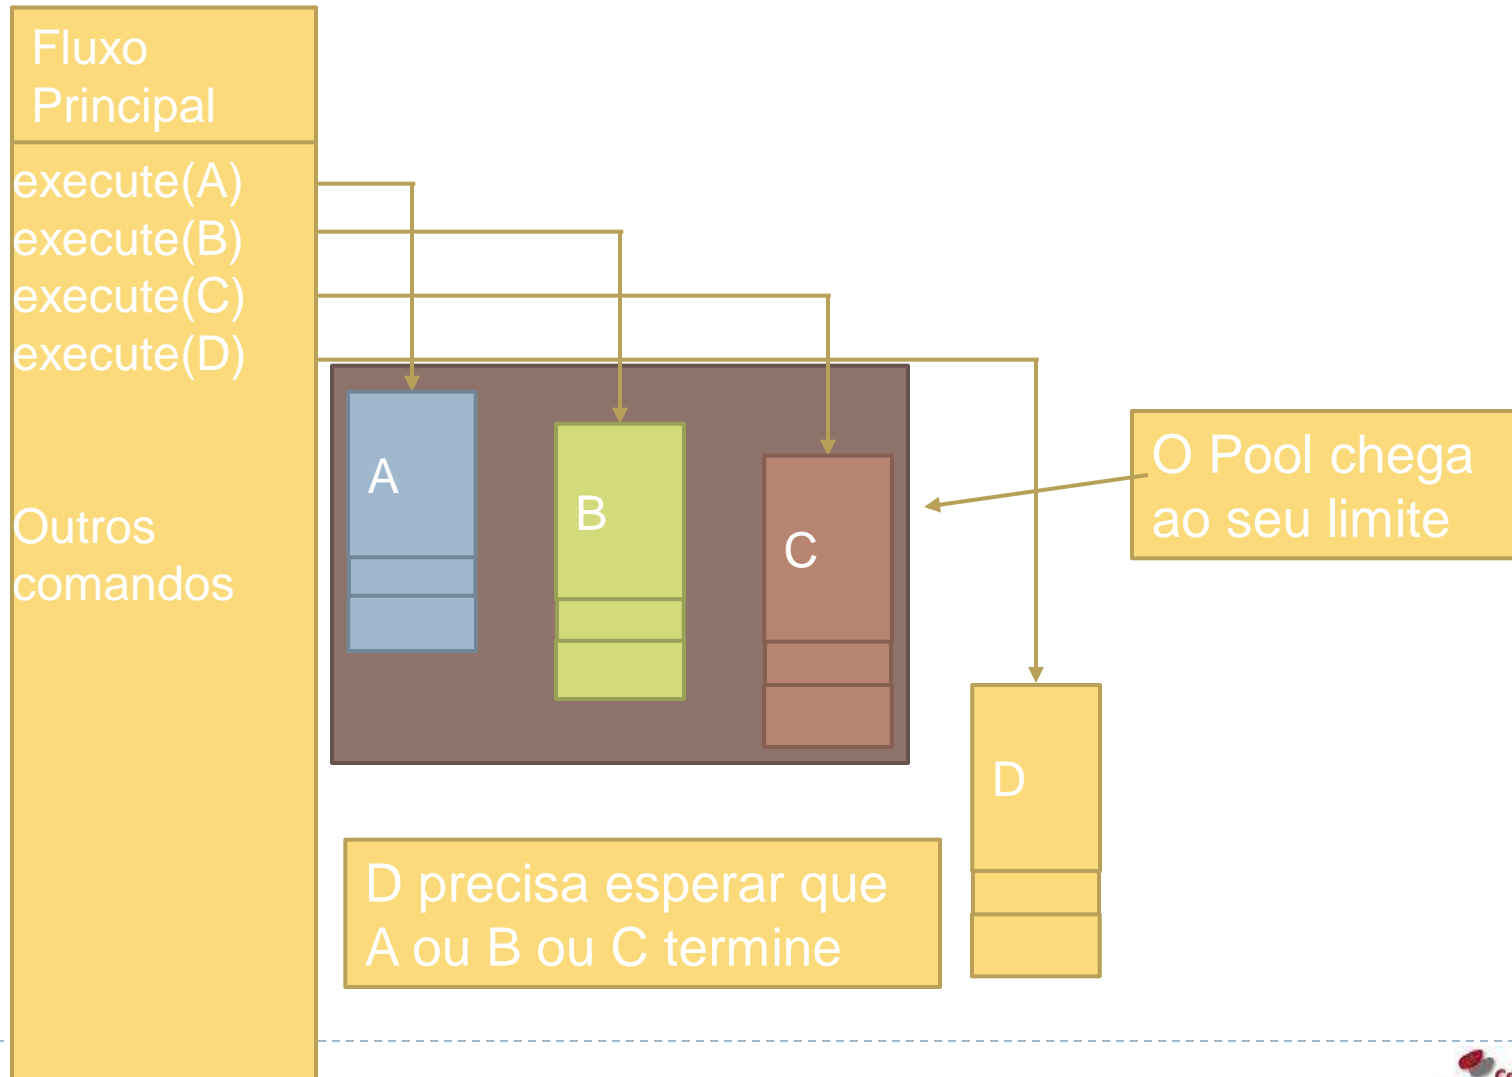 Fluxo
Principal
execute(A)
execute(B)
execute(C)
execute(D)
Outros
comandos
A
B
C
D
O Pool chega
ao seu limite
D precisa esperar que
A ou B ou C termine